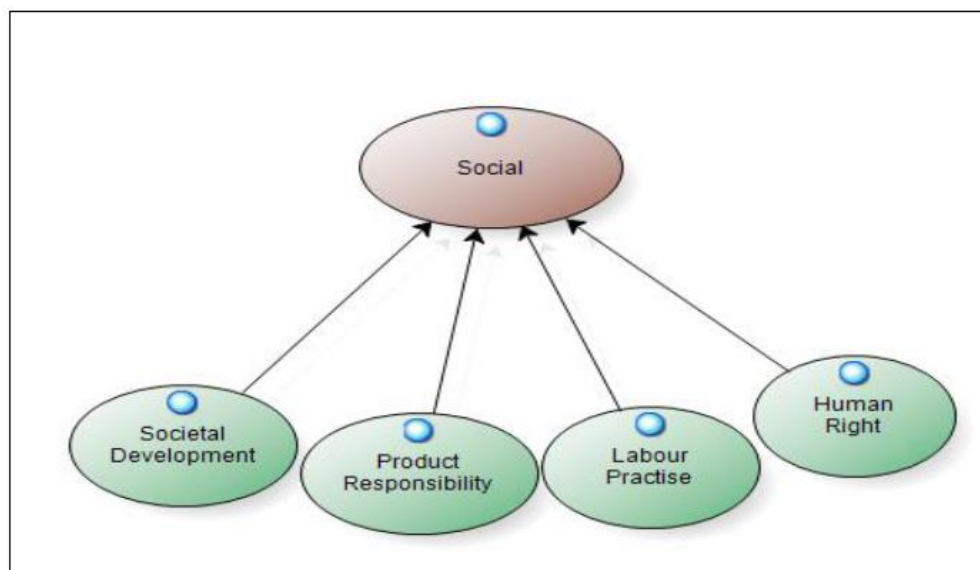 Social
Societal
Development
Product
Responsibility
Labour
Practise
Human
Right